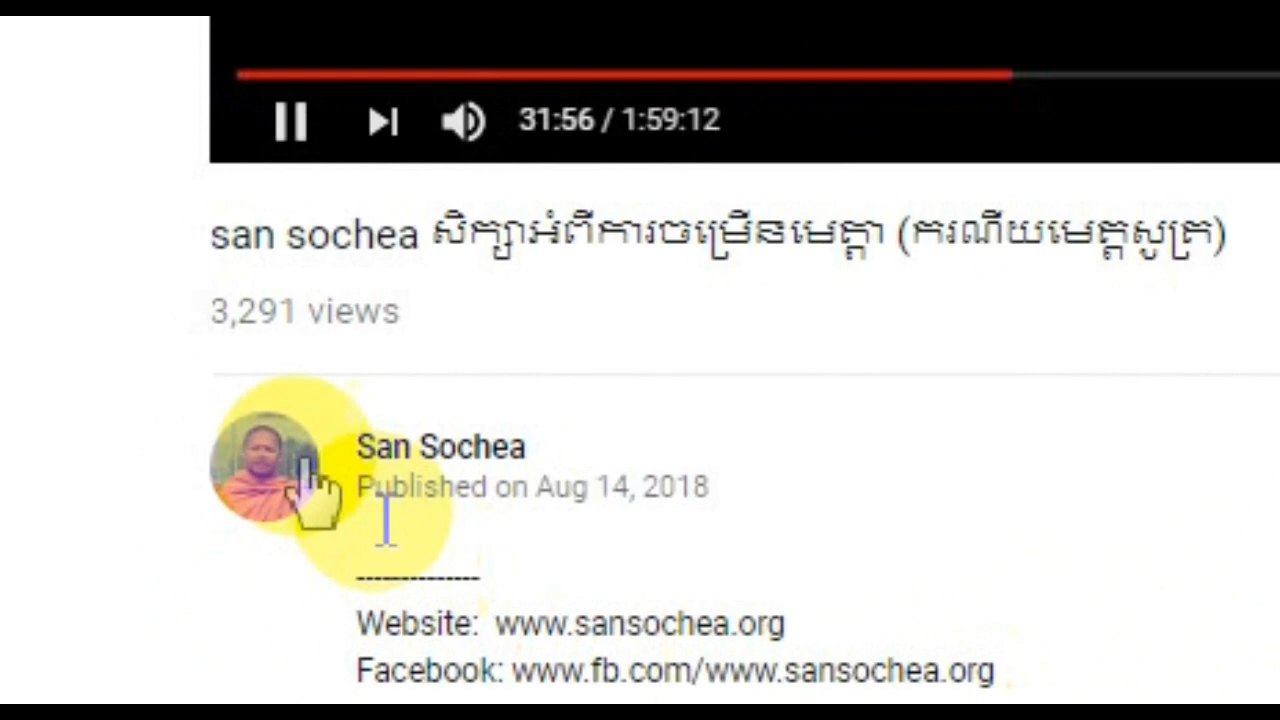 31:56 / 1:59:12
san sochea សិក្សាអំពីការចម្រើនមេត្តា (ករណីយមេត្តសូត្រ)
3,291 views
San Sochea
Published on Aug 14, 2018
--------------
Website: www.sansochea.org
Facebook: www.fb.com/www.sansochea.org